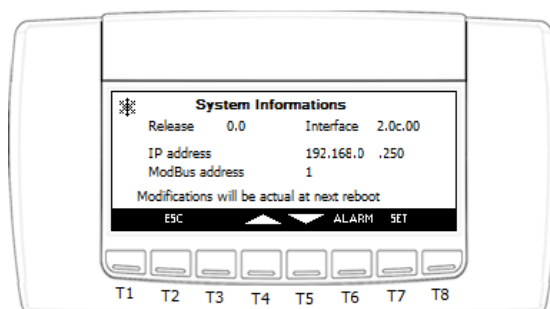 System Informations
Release 0.0 Interface 2.0c.00
IP address 192.168.0 .250
ModBus address 1
Modifications will be actual at next reboot
ESC ALARM SET
T1 T2 T3 T4 T5 T6 T7 T8